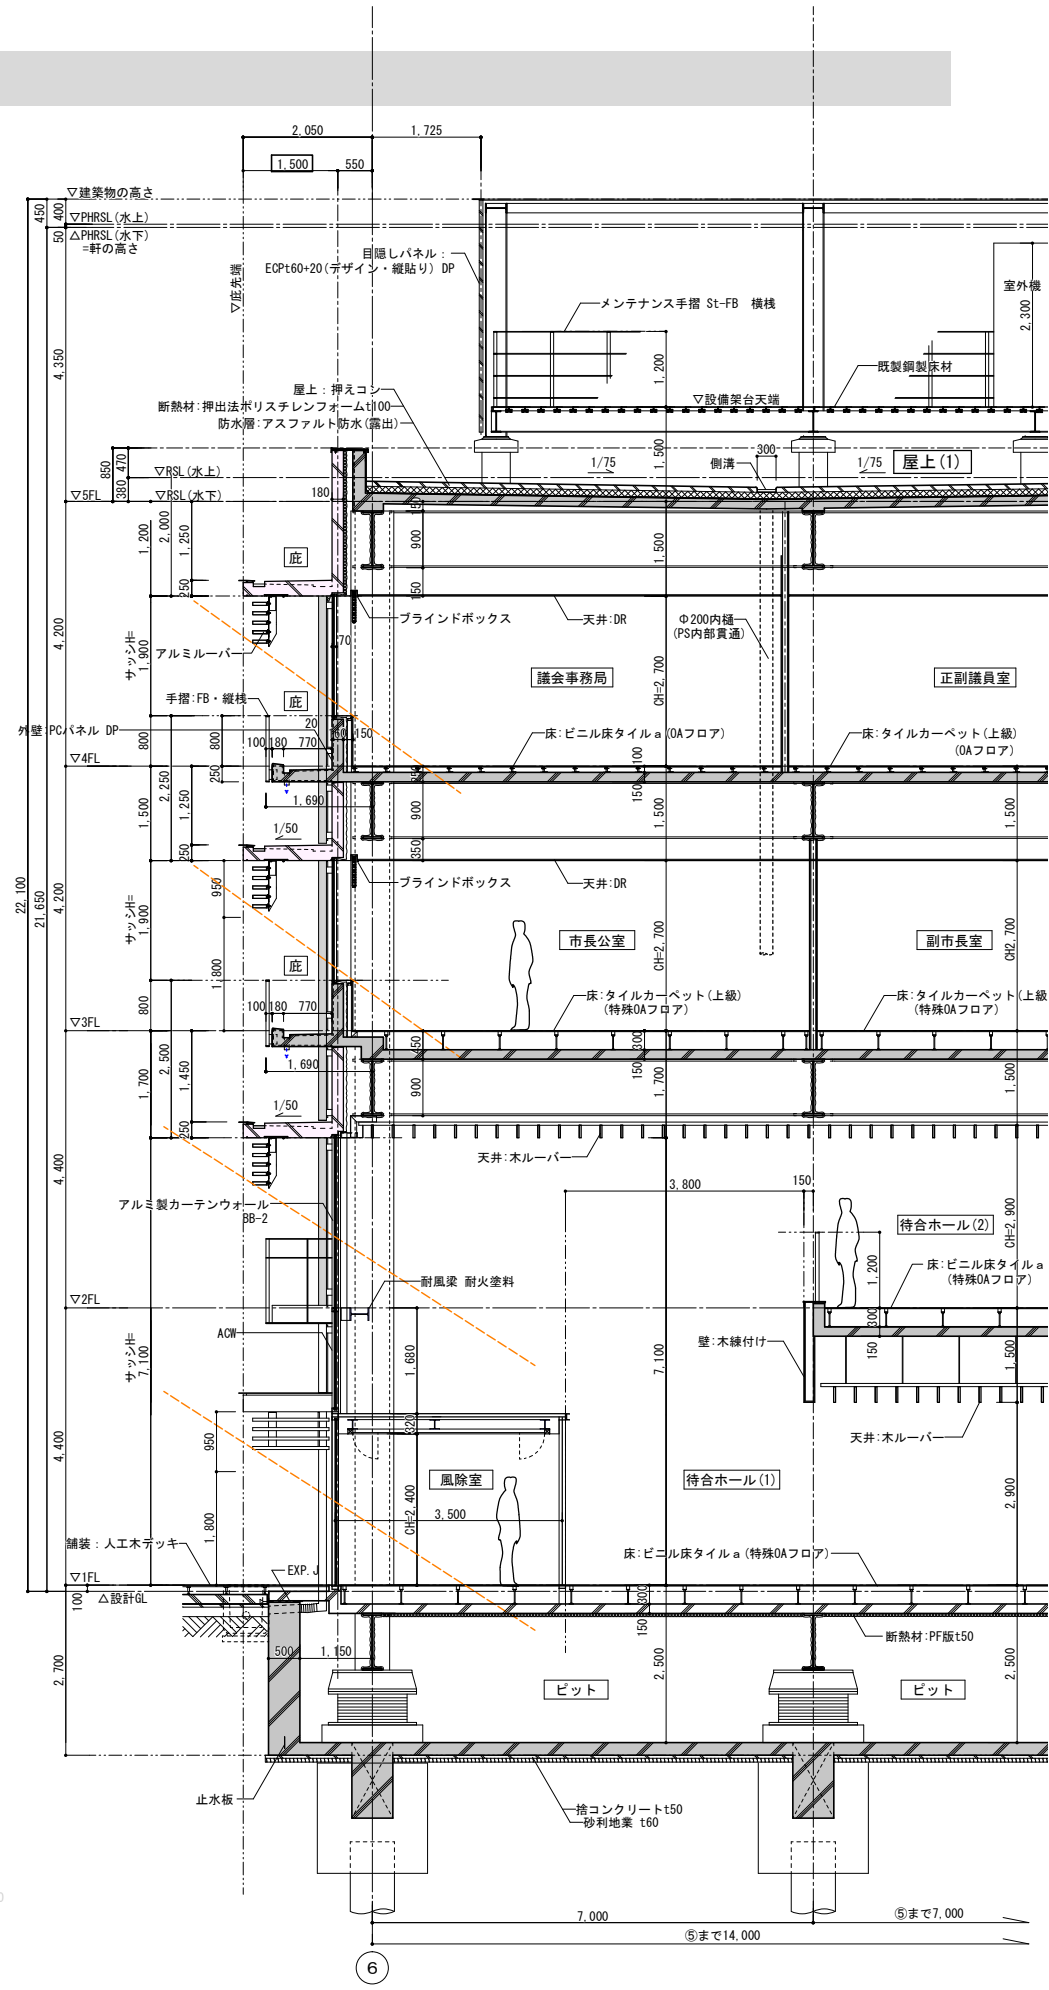 2,050
1,725
1,500
550
▽建築物の高さ
450
400
▽PHRSL(水上)
50
△PHRSL(水下)
=軒の高さ
▽庇先端
目隠しパネル：
ECPt60+20(デザイン・縦貼り) DP
室外機
2,300
メンテナンス手摺 St-FB　横桟
4,350
1,200
既製鋼製床材
屋上：押えコン
▽設備架台天端
断熱材:押出法ポリスチレンフォームt100
防水層:アスファルト防水(露出)
850
470
380
1,500
300
1/75
側溝
1/75
屋上(1)
▽RSL(水上)
▽5FL
▽RSL(水下)
180
150
2,000
1,200
1,250
900
1,500
庇
250
150
ブラインドボックス
天井:DR
Φ200内樋
(PS内部貫通)
4,200
サッシH=
1,900
アルミルーバー
70
CH=2,700
議会事務局
正副議員室
手摺:FB・縦桟
庇
外壁:PCパネル DP
20
160
150
床:ビニル床タイルａ(OAフロア)
床:タイルカーペット(上級)
(OAフロア)
800
800
100
180
770
▽4FL
100
2,250
250
150
1,690
1,500
1,250
900
1,500
1,500
1/50
250
350
ブラインドボックス
天井:DR
22,100
21,650
4,200
サッシH=
1,900
950
市長公室
CH=2,700
副市長室
CH2,700
庇
1,800
床:タイルカーペット(上級)
(特殊OAフロア)
床:タイルカーペット(上級
(特殊OAフロア)
800
100
180
770
▽3FL
450
300
2,500
150
1,690
1,700
1,450
900
1,700
1,500
1/50
250
天井:木ルーバー
4,400
3,800
150
アルミ製カーテンウォール
BB-2
待合ホール(2)
CH=2,900
1,200
床:ビニル床タイルａ
(特殊OAフロア)
耐風梁 耐火塗料
▽2FL
300
ACW
サッシH=
7,100
1,680
7,100
壁:木練付け
150
1,500
950
320
天井:木ルーバー
4,400
風除室
待合ホール(1)
CH=2,400
2,900
3,500
1,800
舗装：人工木デッキ
床:ビニル床タイルａ(特殊OAフロア)
▽1FL
EXP.J
100
△設計GL
300
150
断熱材:PF版t50
500
1,150
2,700
2,500
2,500
ピット
ピット
止水板
捨コンクリートt50
砂利地業 t60
7,000
⑤まで7,000
⑤まで14,000
6